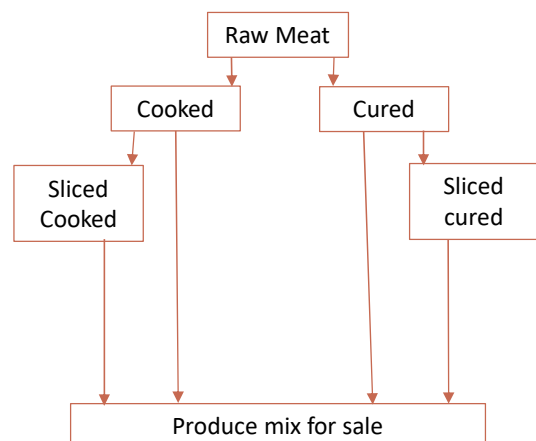 Raw Meat
Cooked
Cured
Sliced
Cooked
Sliced
cured
Produce mix for sale